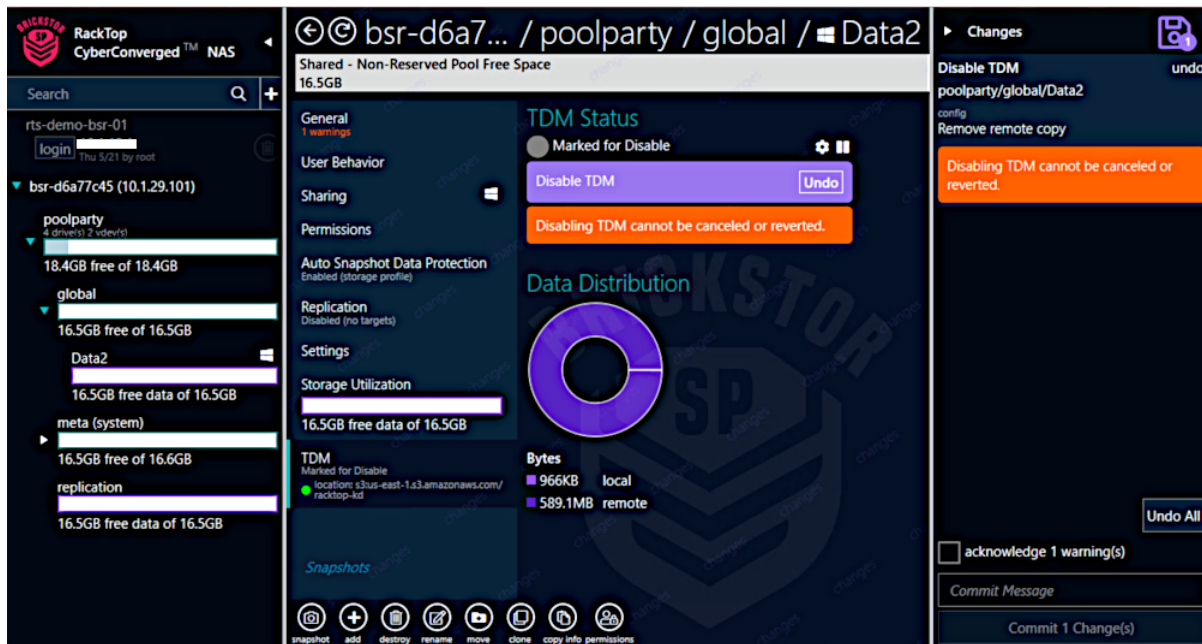 BRICKSTOR
SP
RackTop
CyberConverged TM NAS
Search
rts-demo-bsr-01
login
Thu 5/21 by root
bsr-d6a77c45 (10.1.29.101)
poolparty
4 drive(s) 2 vdev(s)
18.4GB free of 18.4GB
global
16.5GB free of 16.5GB
Data2
16.5GB free data of 16.5GB
meta (system)
16.5GB free of 16.6GB
replication
16.5GB free data of 16.5GB
bsr-d6a7... / poolparty / global / Data2
Shared - Non-Reserved Pool Free Space
16.5GB
General
1 warnings
User Behavior
Sharing
Permissions
Auto Snapshot Data Protection
Enabled (storage profile)
Replication
Disabled (no targets)
Settings
Storage Utilization
16.5GB free data of 16.5GB
TDM
Marked for Disable
location: s3:us-east-1.s3.amazonaws.com/
racktop-kd
Snapshots
snapshot add destroy rename move clone copy info permissions
TDM Status
Marked for Disable
Disable TDM Undo
Disabling TDM cannot be canceled or reverted.
Data Distribution
Bytes
966KB local
589.1MB remote
BRICKSTOR
SP
changes
Changes
1
Disable TDM undo
poolparty/global/Data2
config
Remove remote copy
Disabling TDM cannot be canceled or
reverted.
Undo All
acknowledge 1 warning(s)
Commit Message
Commit 1 Change(s)